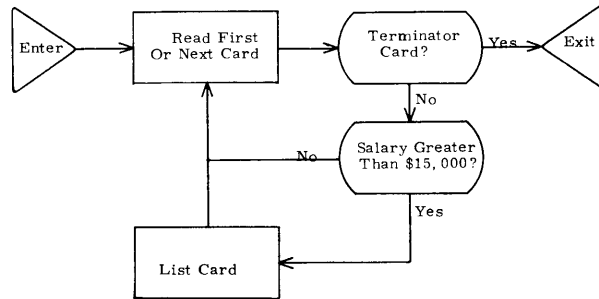 Enter
Read First
Or Next Card
Terminator
Card?
Yes
Exit
No
Salary Greater
Than $15,000?
No
Yes
List Card